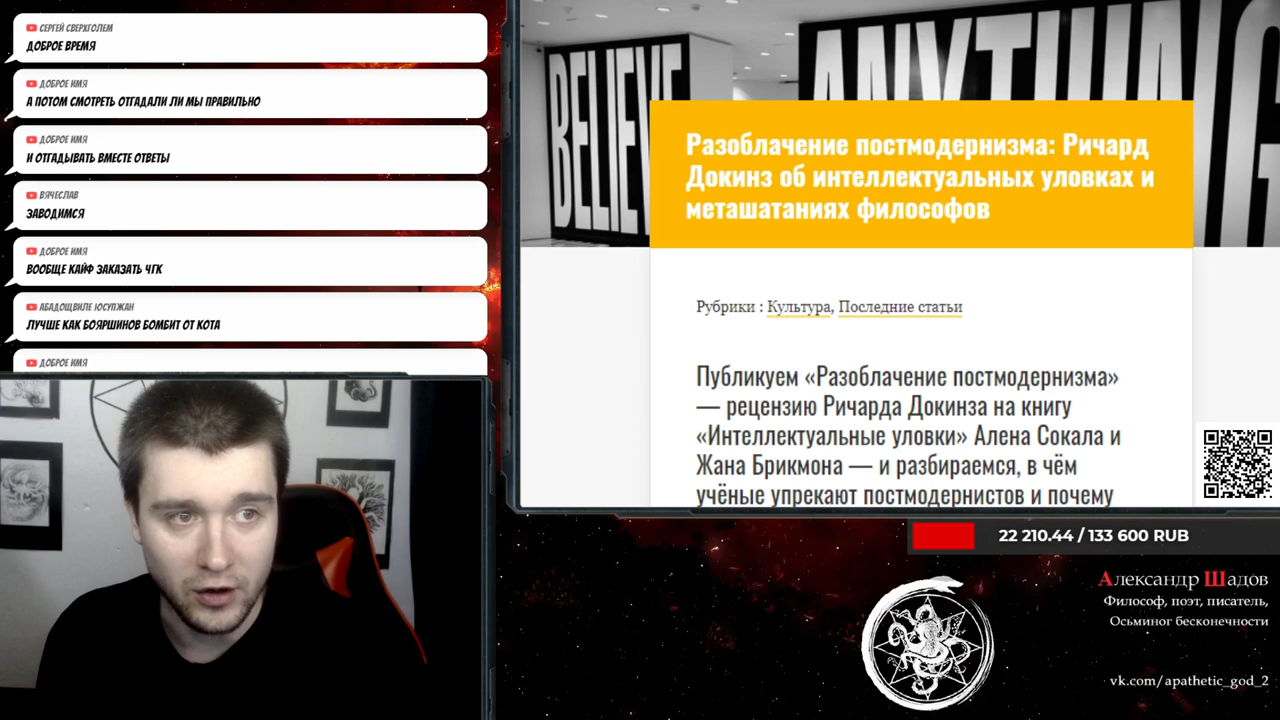 СЕРГЕЙ СВЕРХГОЛЕМ
ДОБРОЕ ВРЕМЯ
ДОБРОЕ ИМЯ
А ПОТОМ СМОТРЕТЬ ОТГАДАЛИ ЛИ МЫ ПРАВИЛЬНО
ДОБРОЕ ИМЯ
И ОТГАДЫВАТЬ ВМЕСТЕ ОТВЕТЫ
ВЯЧЕСЛАВ
ЗАВОДИМСЯ
ДОБРОЕ ИМЯ
ВООБЩЕ КАЙФ ЗАКАЗАТЬ ЧГК
АБАДОЩВИЛЕ ЮСУПЖАН
ЛУЧШЕ КАК БОЯРШИНОВ БОМБИТ ОТ КОТА
ДОБРОЕ ИМЯ
BELIEVE
ANYTHING
Разоблачение постмодернизма: Ричард
Докинз об интеллектуальных уловках и
меташатаниях философов
Рубрики : Культура, Последние статьи
Публикуем «Разоблачение постмодернизма»
— рецензию Ричарда Докинза на книгу
«Интеллектуальные уловки» Алена Сокала и
Жана Брикмона — и разбираемся, в чём
учёные упрекают постмодернистов и почему
22 210.44 / 133 600 RUB
Александр Шадов
Философ, поэт, писатель,
Осьминог бесконечности
vk.com/apathetic_god_2